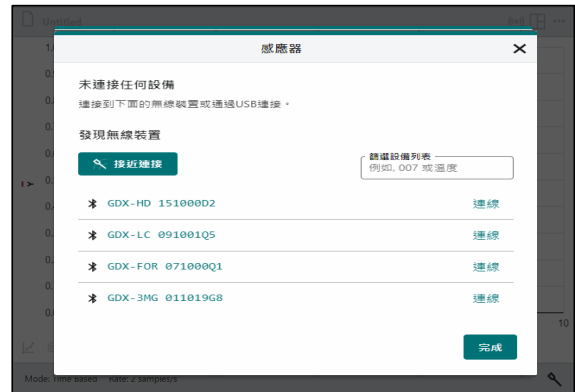 Untitled
感應器
未連接任何設備
連接到下面的無線裝置或通過USB連接。
發現無線裝置
接近連接
篩選設備列表
例如, 007 或溫度
GDX-HD 151000D2 連線
GDX-LC 091001Q5 連線
GDX-FOR 071000Q1 連線
GDX-3MG 011019G8 連線
完成
10
Mode: Time Based Rate: 2 samples/s